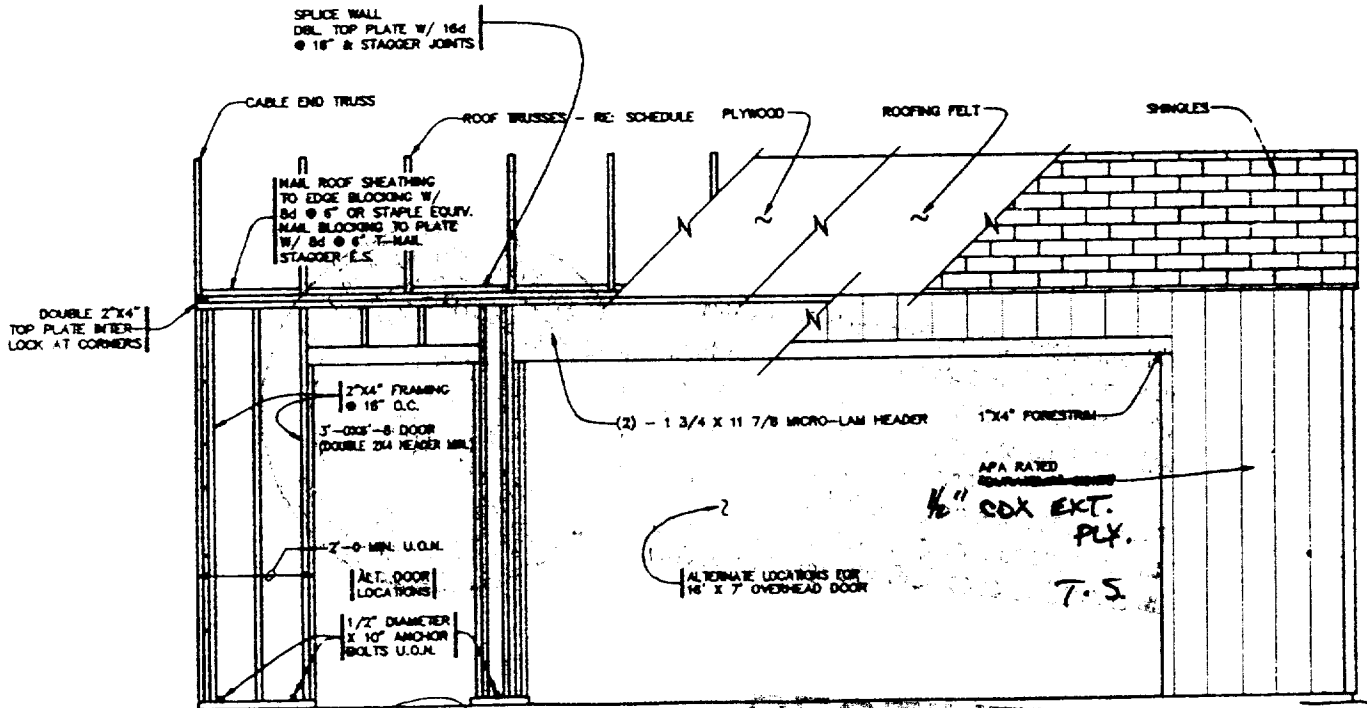 SPLICE WALL
DBL. TOP PLATE W/ 16d
@ 16" & STAGGER JOINTS
CABLE END TRUSS
ROOF TRUSSES - RE: SCHEDULE
PLYWOOD
ROOFING FELT
SHINGLES
NAIL ROOF SHEATHING
TO EDGE BLOCKING W/
8d @ 6" OR STAPLE EQUIV.
NAIL BLOCKING TO PLATE
W/ 8d @ 6" T-NAIL
STAGGER E.S.
DOUBLE 2"X4"
TOP PLATE INTER
LOCK AT CORNERS
2"X4" FRAMING
@ 16" O.C.
3'-0X6'-8 DOOR
(DOUBLE 2X4 HEADER MIN.)
(2) - 1 3/4 X 11 7/8 MICRO-LAM HEADER
1"X4" FORESTRIM
APA RATED
1/2" CDX EXT.
PLY.
T.S.
2'-0 MIN. U.O.N.
ALT. DOOR
LOCATIONS
ALTERNATE LOCATIONS FOR
16' X 7' OVERHEAD DOOR
1/2" DIAMETER
X 10" ANCHOR
BOLTS U.O.N.